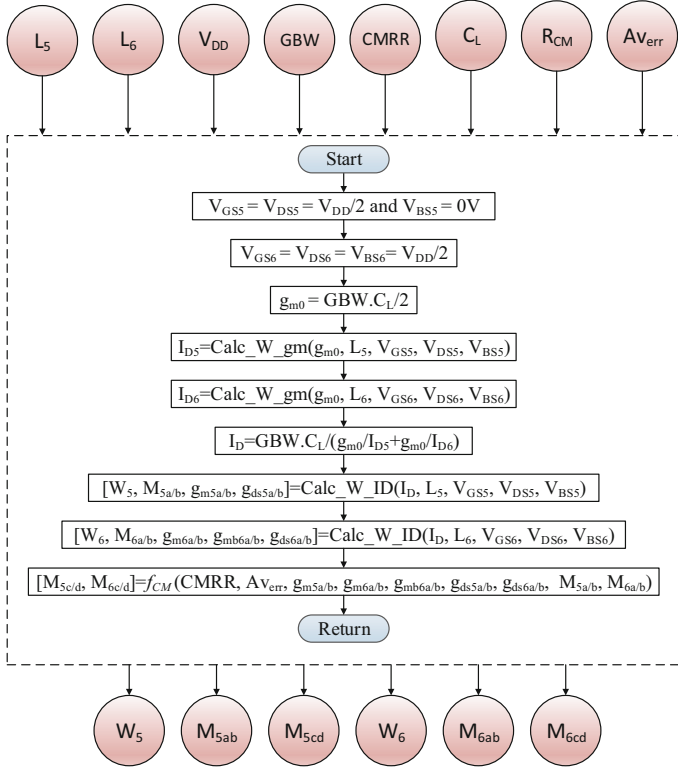 L5 L6 VDD GBW CMRR CL RCM Averr
Start
VGS5 = VDS5 = VDD/2 and VBS5 = 0V
VGS6 = VDS6 = VBS6= VDD/2
gm0 = GBW.CL/2
ID5=Calc_W_gm(gm0, L5, VGS5, VDS5, VBS5)
ID6=Calc_W_gm(gm0, L6, VGS6, VDS6, VBS6)
ID=GBW.CL/(gm0/ID5+gm0/ID6)
[W5, M5a/b, gm5a/b, gds5a/b]=Calc_W_ID(ID, L5, VGS5, VDS5, VBS5)
[W6, M6a/b, gm6a/b, gmb6a/b, gds6a/b]=Calc_W_ID(ID, L6, VGS6, VDS6, VBS6)
[M5c/d, M6c/d]=fCM(CMRR, Averr, gm5a/b, gm6a/b, gmb6a/b, gds5a/b, gds6a/b, M5a/b, M6a/b)
Return
W5 M5ab M5cd W6 M6ab M6cd